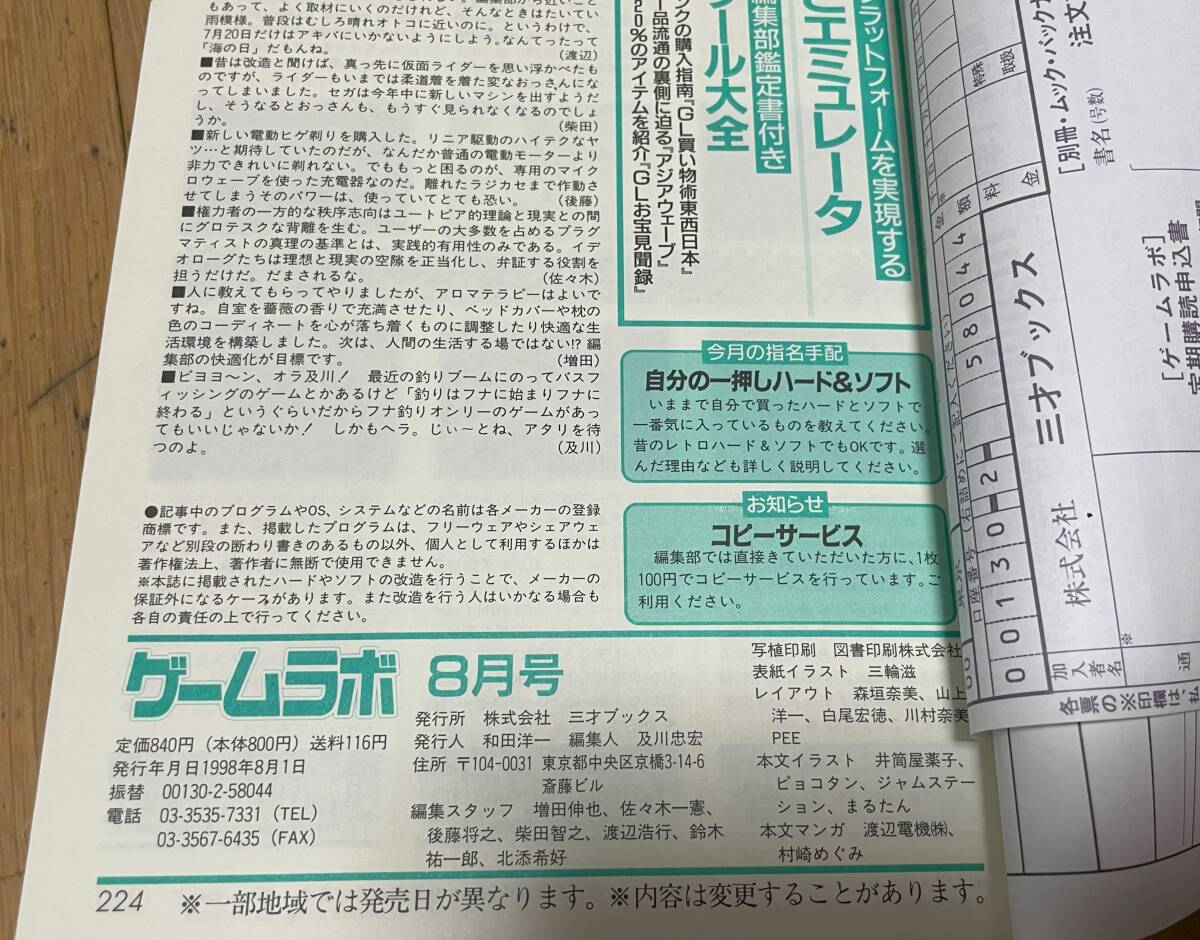 もあって、よく取材にいくのだけれど、そんなときはたいてい
雨模様。普段はむしろ晴れオトコに近いのに。というわけで、
7月20日だけはアキバにいかないようにしよう。なんてったって
「海の日」だもんね。(渡辺)
■昔は改造と聞けば、真っ先に仮面ライダーを思い浮かべたも
のですが、ライダーもいまでは柔道着を着た変なおっさんにな
ってしまいました。セガは今年中に新しいマシンを出すようだ
し、そうなるとおっさんも、もうすぐ見られなくなるのでしょ
うか。(柴田)
■新しい電動ヒゲ剃りを購入した。リニア駆動のハイテクなヤ
ツ…と期待していたのだが、なんだか普通の電動モーターより
非力できれいに剃れない。でももっと困るのが、専用のマイク
ロウェーブを使った充電器なのだ。離れたラジカセまで作動さ
せてしまうそのパワーは、使っていてとても恐い。(後藤)
■権力者の一方的な秩序志向はユートピア的理論と現実との間
にグロテスクな背離を生む。ユーザーの大多数を占めるプラグ
マティストの真理の基準とは、実践的有用性のみである。イデ
オローグたちは理想と現実の空隙を正当化し、弁証する役割を
担うだけだ。だまされるな。(佐々木)
■人に教えてもらってやりましたが、アロマテラピーはよいで
すね。自室を薔薇の香りで充満させたり、ベッドカバーや枕の
色のコーディネートを心が落ち着くものに調整したり快適な生
活環境を構築しました。次は、人間の生活する場ではない!? 編
集部の快適化が目標です。(増田)
■ビヨヨ〜ン、オラ及川! 最近の釣りブームにのってバスフ
ィッシングのゲームとかあるけど「釣りはフナに始まりフナに
終わる」というぐらいだからフナ釣りオンリーのゲームがあっ
てもいいじゃないか! しかもヘラ。じぃ〜とね、アタリを待
つのよ。(及川)
●記事中のプログラムやOS、システムなどの名前は各メーカーの登録
商標です。また、掲載したプログラムは、フリーウェアやシェアウェ
アなど別段の断わり書きのあるもの以外、個人として利用するほかは
著作権法上、著作者に無断で使用できません。
※本誌に掲載されたハードやソフトの改造を行うことで、メーカーの
保証外になるケースがあります。また改造を行う人はいかなる場合も
各自の責任の上で行ってください。
ラットフォームを実現する
とエミュレータ
編集部鑑定書付き
ール大全
ックの購入指南『GL買い物術東西日本』
ー品流通の裏側に迫る『アジアウェーブ』
20%のアイテムを紹介『GLお宝見聞録』
今月の指名手配
自分の一押しハード&ソフト
いままで自分で買ったハードとソフトで
一番気に入っているものを教えてください。
昔のレトロハード&ソフトでもOKです。選
んだ理由なども詳しく説明してください。
お知らせ
コピーサービス
編集部では直接きていただいた方に、1枚
100円でコピーサービスを行っています。ご
利用ください。
ゲームラボ 8月号
定価840円(本体800円)送料116円
発行年月日1998年8月1日
振替 00130-2-58044
電話 03-3535-7331(TEL)
03-3567-6435(FAX)
発行所 株式会社 三才ブックス
発行人 和田洋一 編集人 及川忠宏
住所 〒104-0031 東京都中央区京橋3-14-6
斎藤ビル
編集スタッフ 増田伸也、佐々木一憲、
後藤将之、柴田智之、渡辺浩行、鈴木
祐一郎、北添希好
写植印刷 図書印刷株式会社
表紙イラスト 三輪滋
レイアウト 森垣奈美、山上
洋一、白尾宏徳、川村奈美
PEE
本文イラスト 井筒屋薬子、
ピョコタン、ジャムステー
ション、まるたん
本文マンガ 渡辺電機㈱、
村崎めぐみ
224 ※一部地域では発売日が異なります。※内容は変更することがあります。
口座番号(右詰めにご記入ください)
00130-2-58044
金額
料金
特殊
取扱
加入者名
株式会社 三才ブックス
※
通
各票の※印欄は、
注文
[別冊・ムック・バックナ
書名(号数)
[ゲームラボ]
定期購読申込書